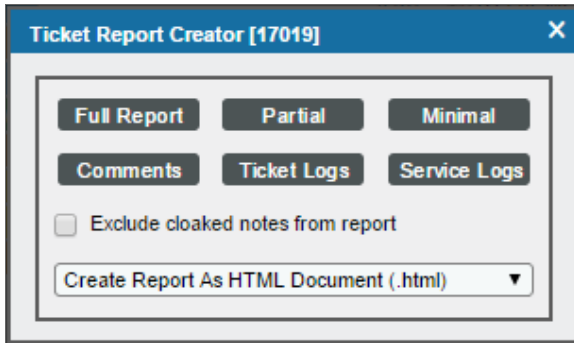 Ticket Report Creator [17019]
Full Report Partial Minimal
Comments Ticket Logs Service Logs
Exclude cloaked notes from report
Create Report As HTML Document (.html)